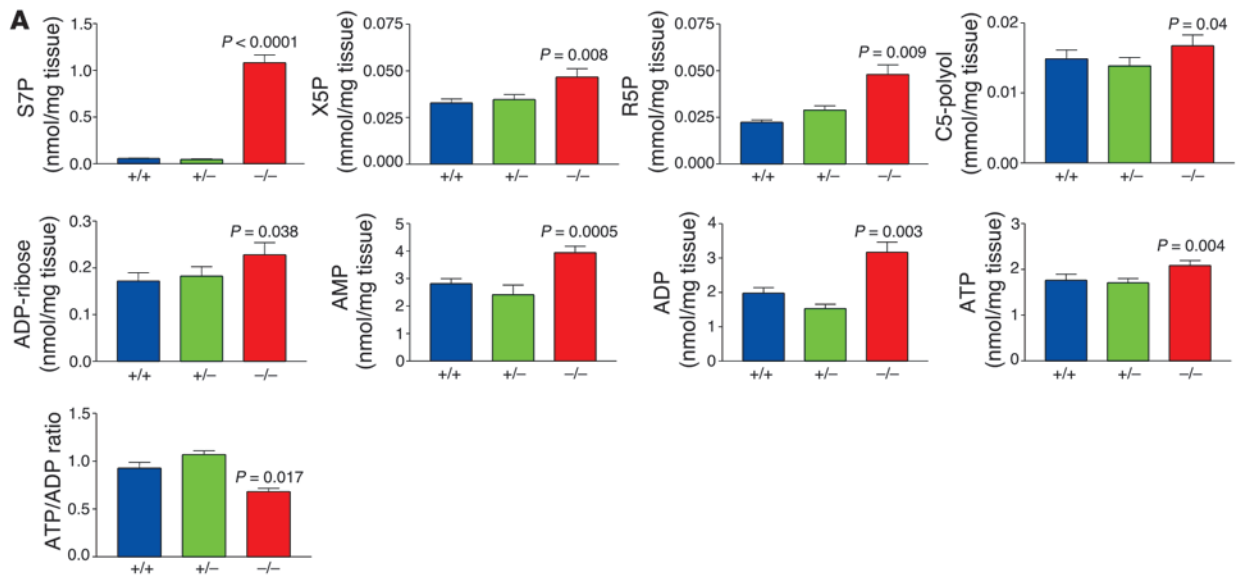 A
S7P
(nmol/mg tissue)
1.5
1.0
0.5
0.0
P < 0.0001
+/+ +/– –/–
X5P
(mmol/mg tissue)
0.075
0.050
0.025
0.000
P = 0.008
+/+ +/– –/–
R5P
(mmol/mg tissue)
0.075
0.050
0.025
0.000
P = 0.009
+/+ +/– –/–
C5-polyol
(mmol/mg tissue)
0.02
0.01
0.00
P = 0.04
+/+ +/– –/–
ADP-ribose
(nmol/mg tissue)
0.3
0.2
0.1
0.0
P = 0.038
+/+ +/– –/–
AMP
(nmol/mg tissue)
5
4
3
2
1
0
P = 0.0005
+/+ +/– –/–
ADP
(nmol/mg tissue)
4
3
2
1
0
P = 0.003
+/+ +/– –/–
ATP
(nmol/mg tissue)
3
2
1
0
P = 0.004
+/+ +/– –/–
ATP/ADP ratio
1.5
1.0
0.5
0.0
P = 0.017
+/+ +/– –/–